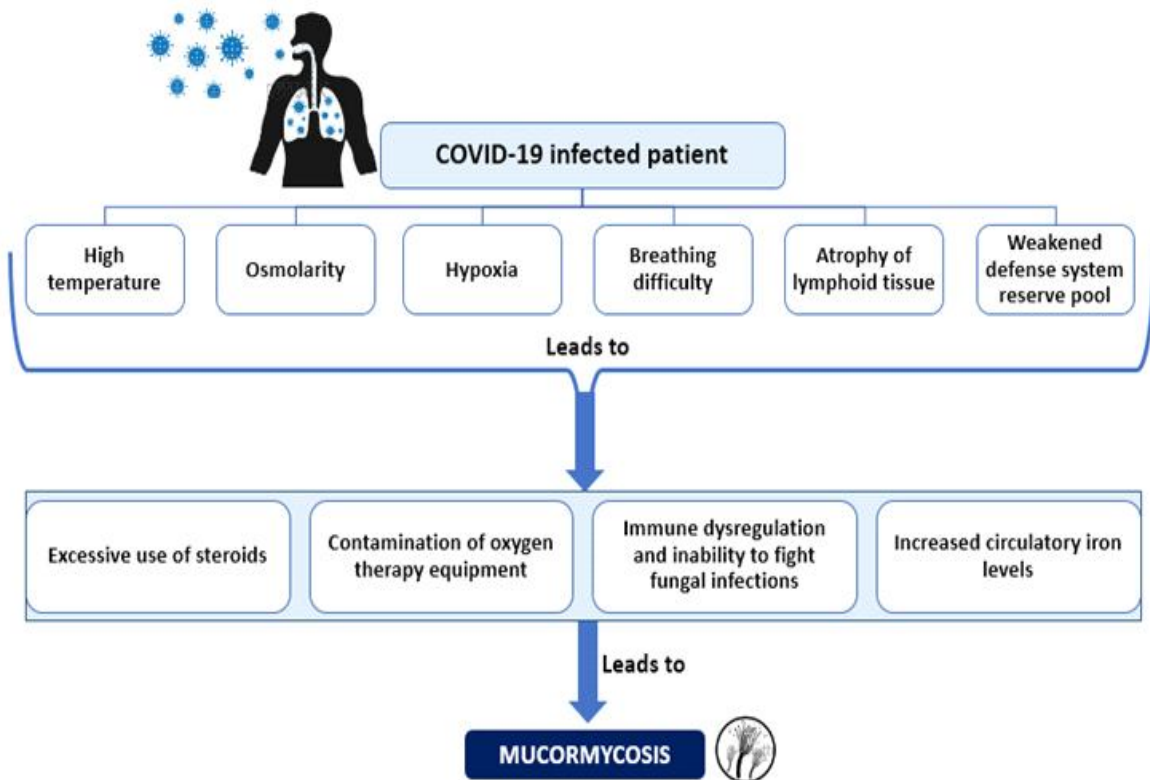 COVID-19 infected patient
High
temperature
Osmolarity
Hypoxia
Breathing
difficulty
Atrophy of
lymphoid tissue
Weakened
defense system
reserve pool
Leads to
Excessive use of steroids
Contamination of oxygen
therapy equipment
Immune dysregulation
and inability to fight
fungal infections
Increased circulatory iron
levels
Leads to
MUCORMYCOSIS